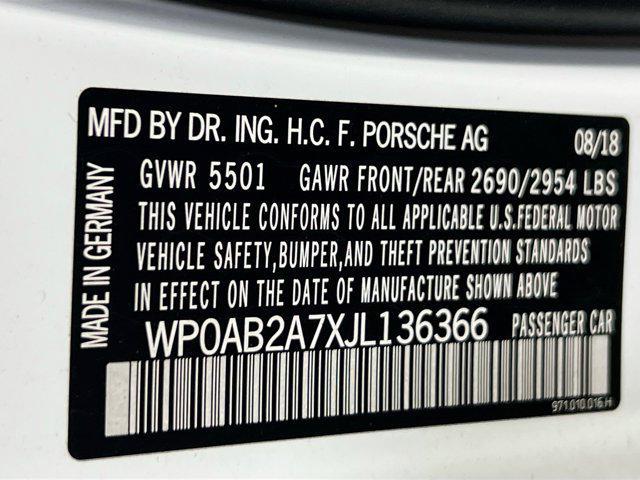 MFD BY DR. ING. H.C. F. PORSCHE AG 08/18
GVWR 5501 GAWR FRONT/REAR 2690/2954 LBS
THIS VEHICLE CONFORMS TO ALL APPLICABLE U.S.FEDERAL MOTOR
VEHICLE SAFETY,BUMPER,AND THEFT PREVENTION STANDARDS
IN EFFECT ON THE DATE OF MANUFACTURE SHOWN ABOVE
WP0AB2A7XJL136366 PASSENGER CAR
MADE IN GERMANY
971.010.016.H